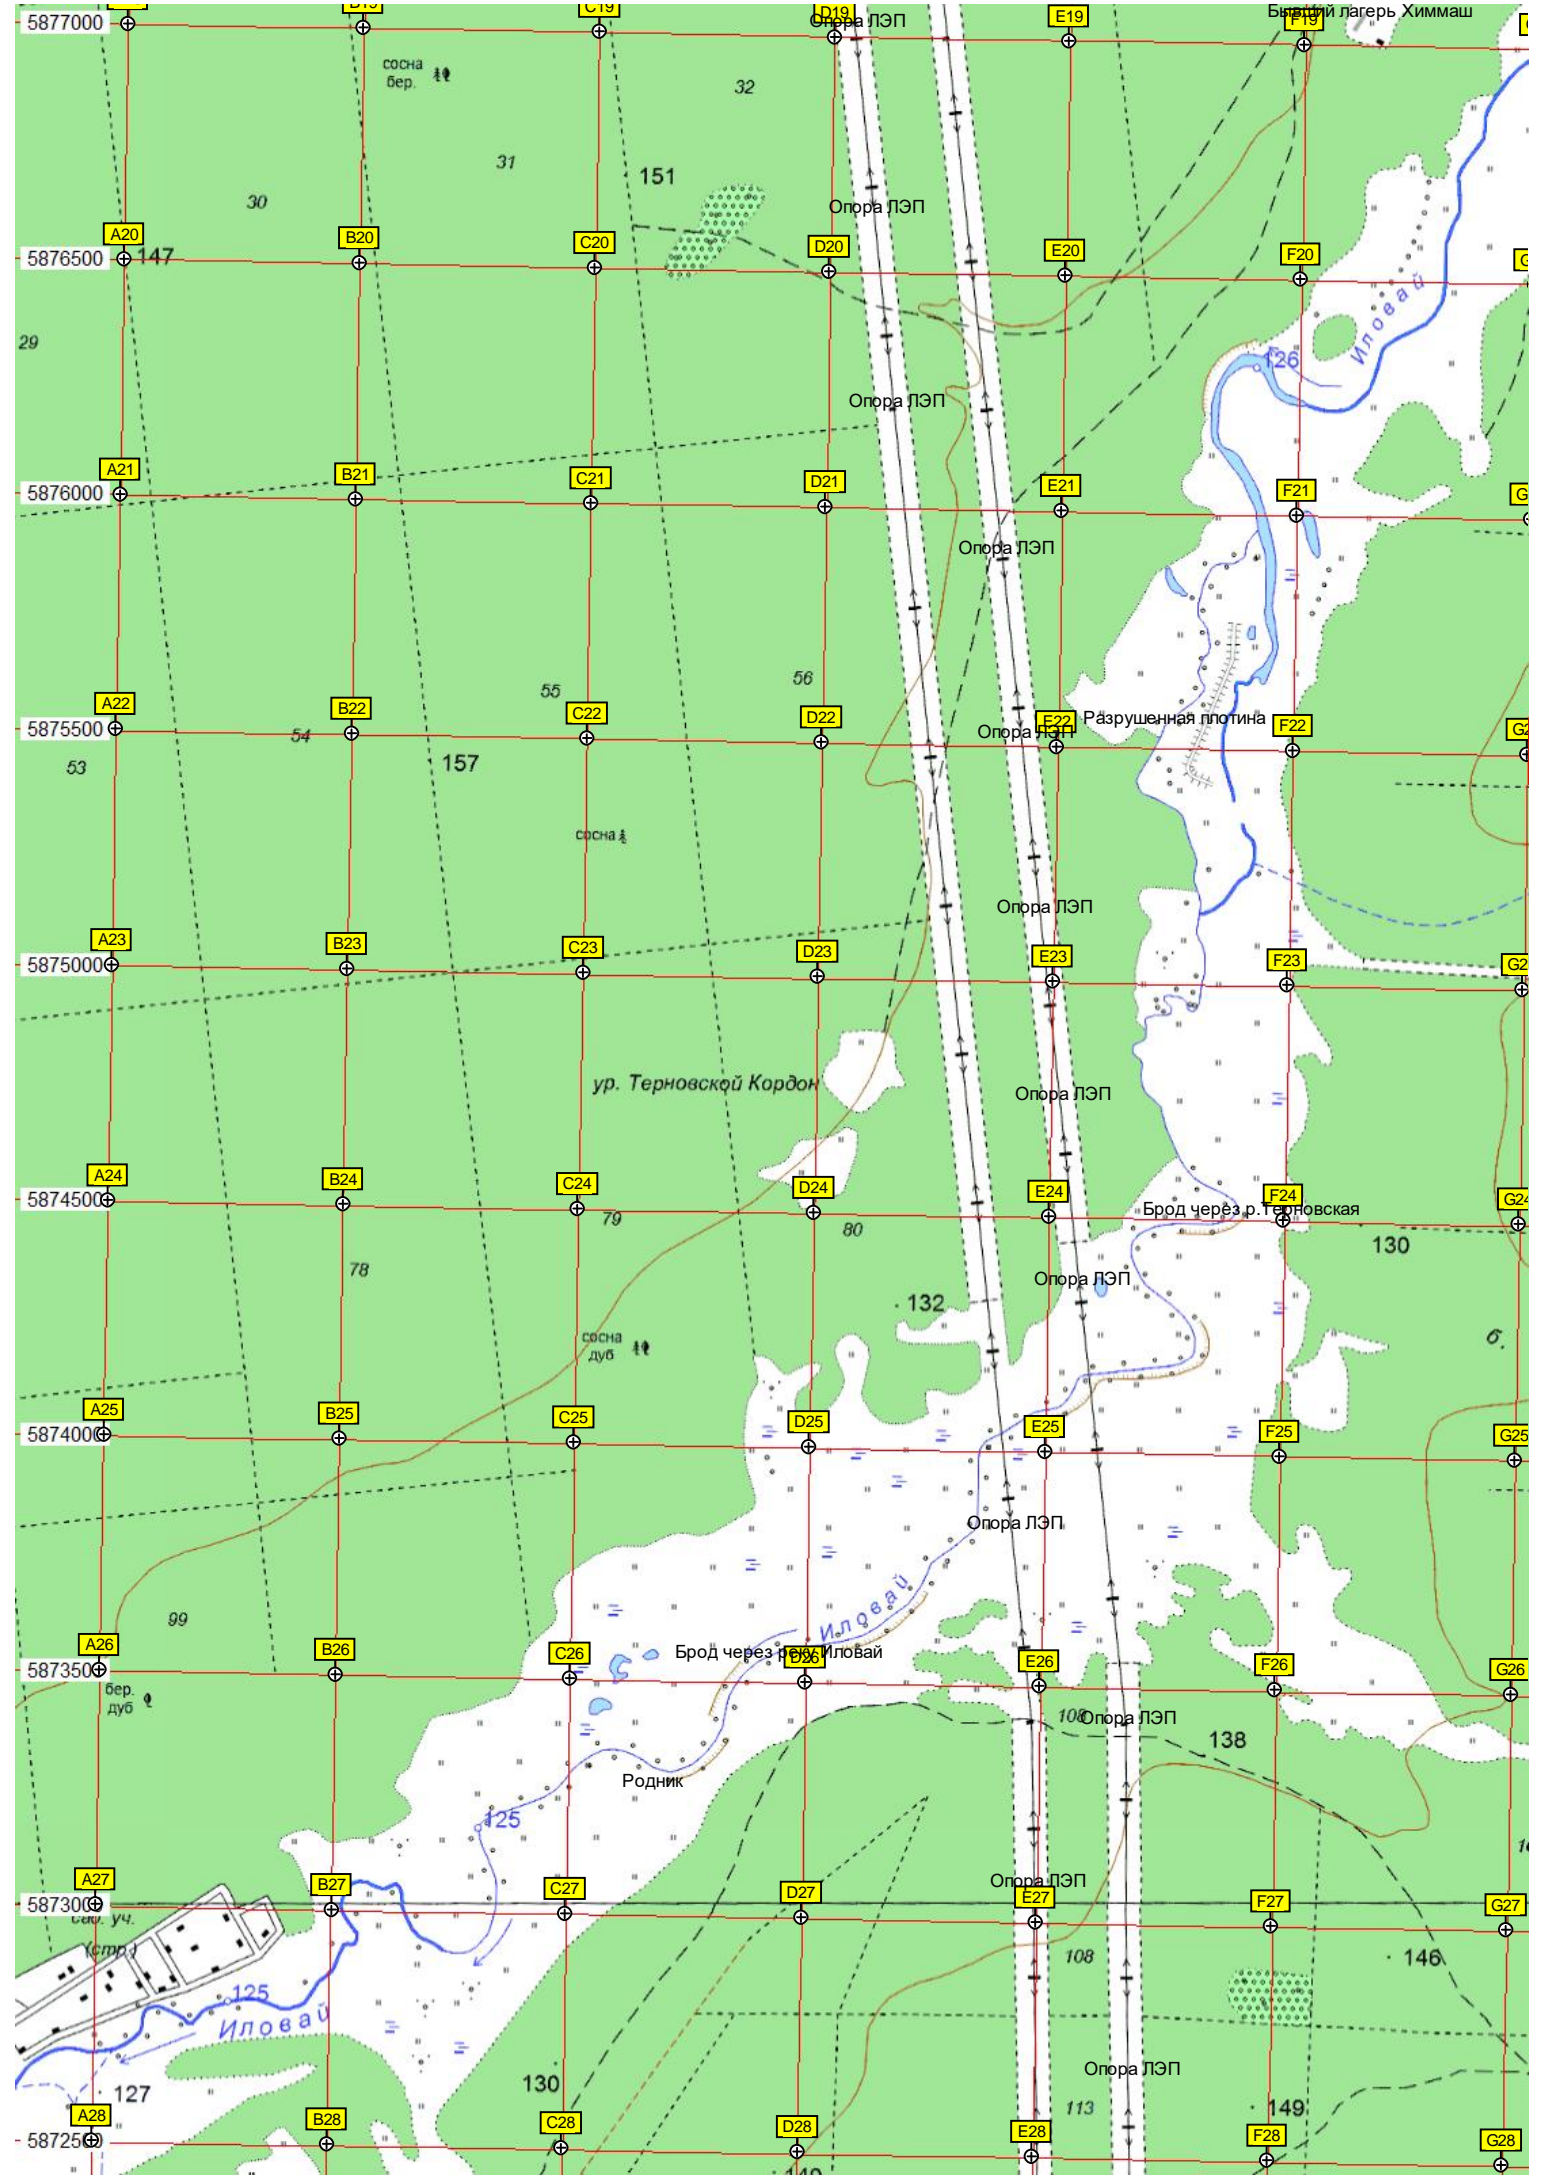 5877000
B19
C19
D19
Опора ЛЭП
E19
Бывший лагерь Химмаш
F19
сосна
бер.
32
31
151
30
Опора ЛЭП
A20
B20
C20
D20
E20
F20
5876500
147
Иловай
29
126
Опора ЛЭП
A21
B21
C21
D21
E21
F21
5876000
Опора ЛЭП
56
55
A22
B22
C22
D22
E22
Разрушенная плотина
F22
5875500
54
Опора ЛЭП
53
157
сосна
Опора ЛЭП
A23
B23
C23
D23
E23
F23
5875000
ур. Терновской Кордон
Опора ЛЭП
A24
B24
C24
D24
E24
F24
G24
5874500
Брод через р.Терновская
79
80
130
78
Опора ЛЭП
132
сосна
дуб
б.
A25
B25
C25
D25
E25
F25
G25
5874000
Опора ЛЭП
99
Иловай
A26
B26
C26
Брод через реку Иловай
D26
E26
F26
G26
5873500
бер.
дуб
108
Опора ЛЭП
138
Родник
125
A27
B27
C27
D27
Опора ЛЭП
E27
F27
G27
5873000
сад. уч.
(стр.)
108
146
125
Иловай
Опора ЛЭП
130
127
113
149
A28
B28
C28
D28
E28
F28
G28
5872500